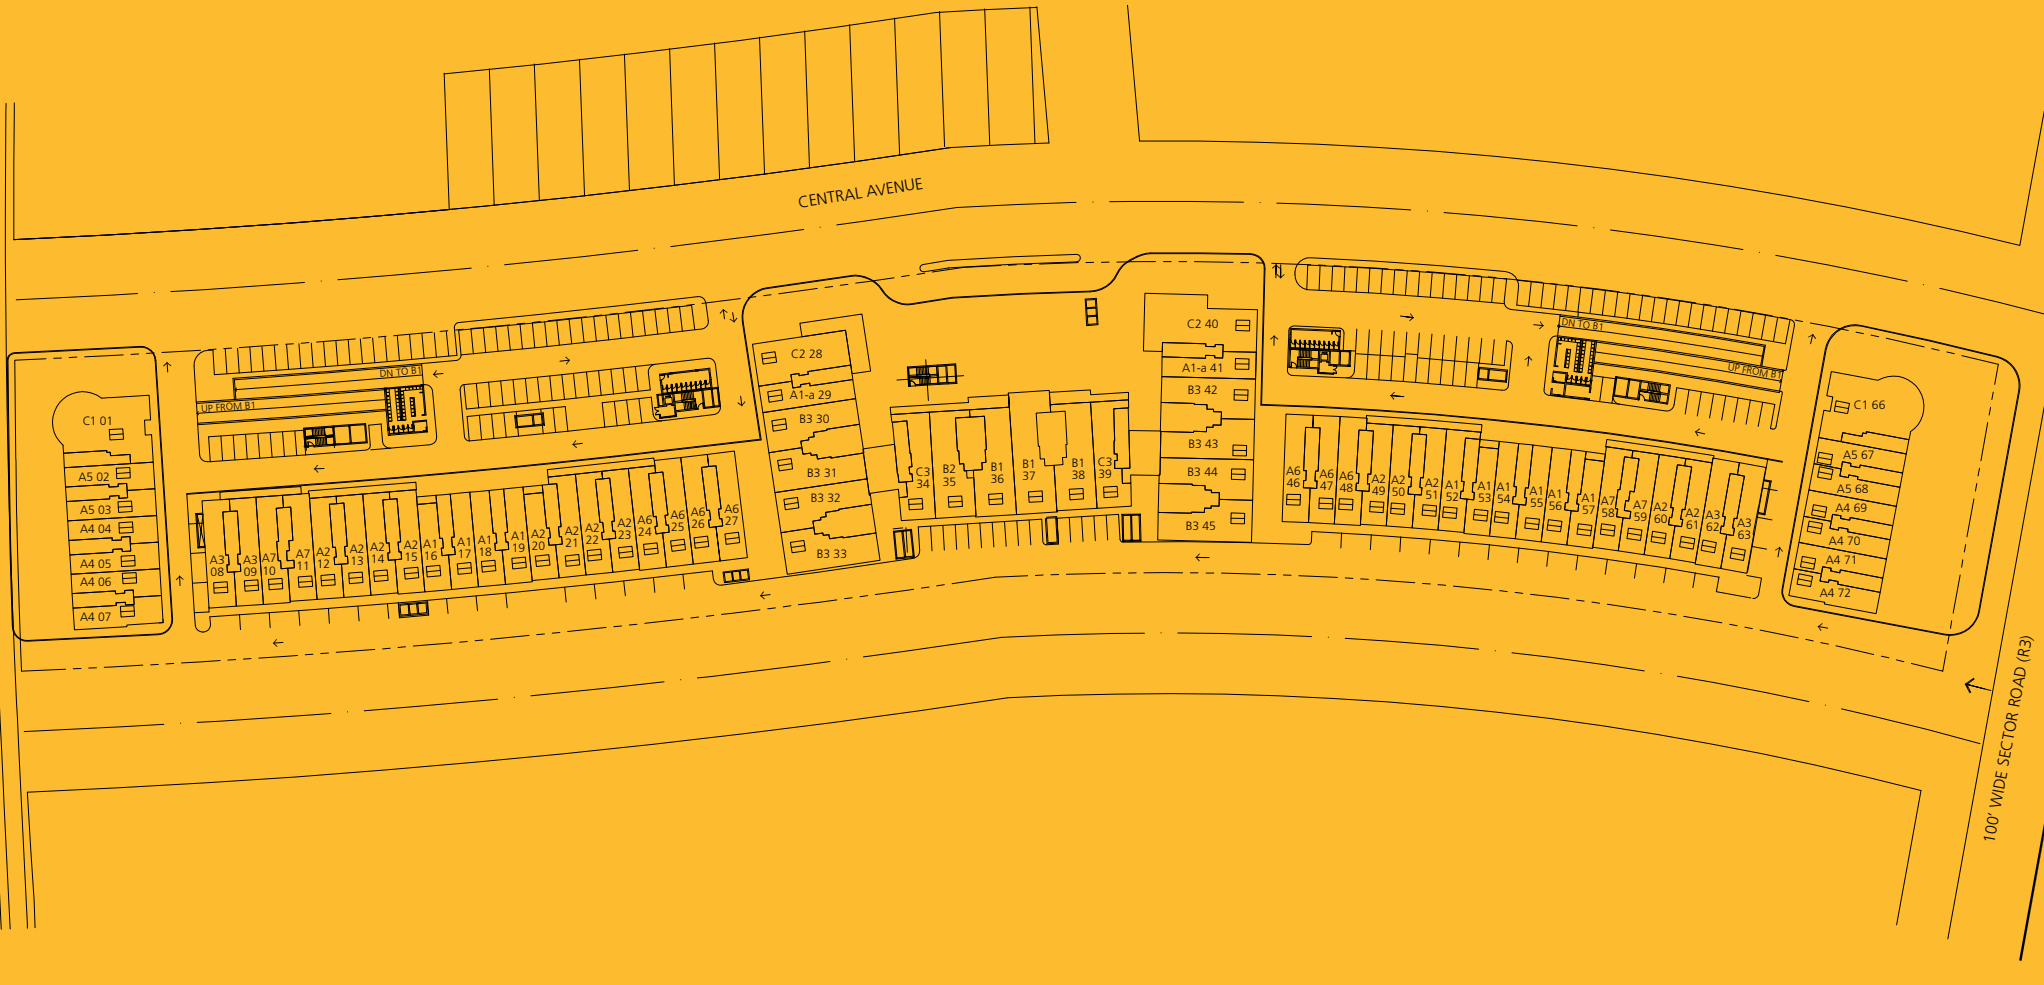 CENTRAL AVENUE
DN TO B1
UP FROM B1
C1 01
A5 02
A5 03
A4 04
A4 05
A4 06
A4 07
A3
08
A3
09
A7
10
A7
11
A2
12
A2
13
A2
14
A2
15
A1
16
A1
17
A1
18
A1
19
A2
20
A2
21
A2
22
A2
23
A6
24
A6
25
A6
26
A6
27
C2 28
A1-a 29
B3 30
B3 31
B3 32
B3 33
C3
34
B2
35
B1
36
B1
37
B1
38
C3
39
C2 40
A1-a 41
B3 42
B3 43
B3 44
B3 45
DN TO B1
UP FROM B1
A6
46
A6
47
A6
48
A2
49
A2
50
A2
51
A1
52
A1
53
A1
54
A1
55
A1
56
A1
57
A7
58
A7
59
A2
60
A2
61
A3
62
A3
63
C1 66
A5 67
A5 68
A4 69
A4 70
A4 71
A4 72
100' WIDE SECTOR ROAD (R3)